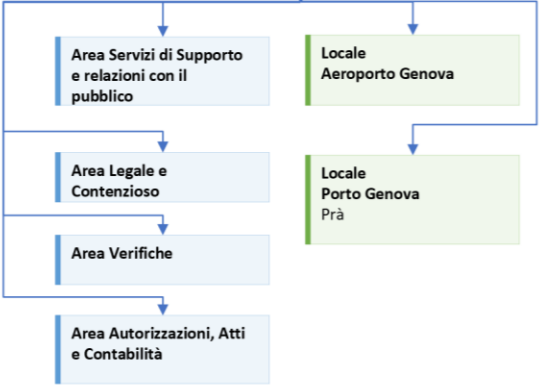 Area Servizi di Supporto
e relazioni con il
pubblico
Locale
Aeroporto Genova
Area Legale e
Contenzioso
Locale
Porto Genova
Prà
Area Verifiche
Area Autorizzazioni, Atti
e Contabilità